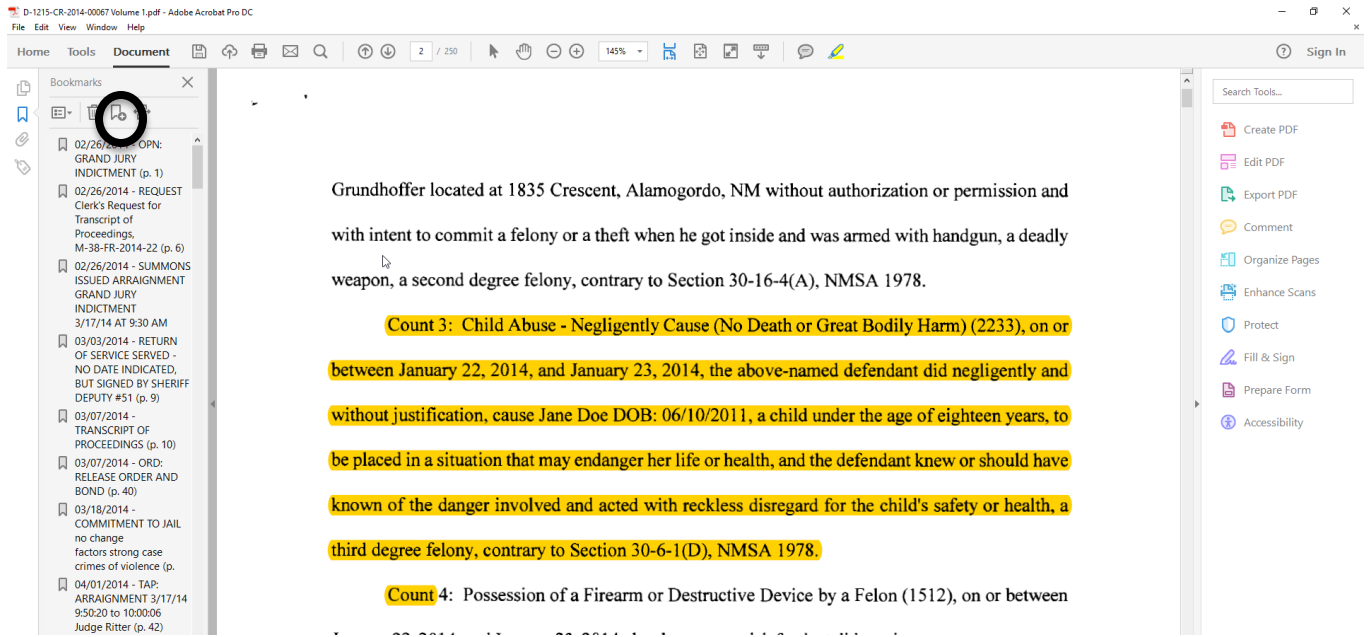 D-1215-CR-2014-00067 Volume 1.pdf - Adobe Acrobat Pro DC
File Edit View Window Help
Home Tools Document 2 / 250 145% Sign In
Bookmarks
02/26/2014 - OPN:
GRAND JURY
INDICTMENT (p. 1)
02/26/2014 - REQUEST
Clerk's Request for
Transcript of
Proceedings,
M-38-FR-2014-22 (p. 6)
02/26/2014 - SUMMONS
ISSUED ARRAIGNMENT
GRAND JURY
INDICTMENT
3/17/14 AT 9:30 AM
03/03/2014 - RETURN
OF SERVICE SERVED -
NO DATE INDICATED,
BUT SIGNED BY SHERIFF
DEPUTY #51 (p. 9)
03/07/2014 -
TRANSCRIPT OF
PROCEEDINGS (p. 10)
03/07/2014 - ORD:
RELEASE ORDER AND
BOND (p. 40)
03/18/2014 -
COMMITMENT TO JAIL
no change
factors strong case
crimes of violence (p.
04/01/2014 - TAP:
ARRAIGNMENT 3/17/14
9:50:20 to 10:00:06
Judge Ritter (p. 42)
Grundhoffer located at 1835 Crescent, Alamogordo, NM without authorization or permission and
with intent to commit a felony or a theft when he got inside and was armed with handgun, a deadly
weapon, a second degree felony, contrary to Section 30-16-4(A), NMSA 1978.
Count 3: Child Abuse - Negligently Cause (No Death or Great Bodily Harm) (2233), on or
between January 22, 2014, and January 23, 2014, the above-named defendant did negligently and
without justification, cause Jane Doe DOB: 06/10/2011, a child under the age of eighteen years, to
be placed in a situation that may endanger her life or health, and the defendant knew or should have
known of the danger involved and acted with reckless disregard for the child's safety or health, a
third degree felony, contrary to Section 30-6-1(D), NMSA 1978.
Count 4: Possession of a Firearm or Destructive Device by a Felon (1512), on or between
Search Tools...
Create PDF
Edit PDF
Export PDF
Comment
Organize Pages
Enhance Scans
Protect
Fill & Sign
Prepare Form
Accessibility